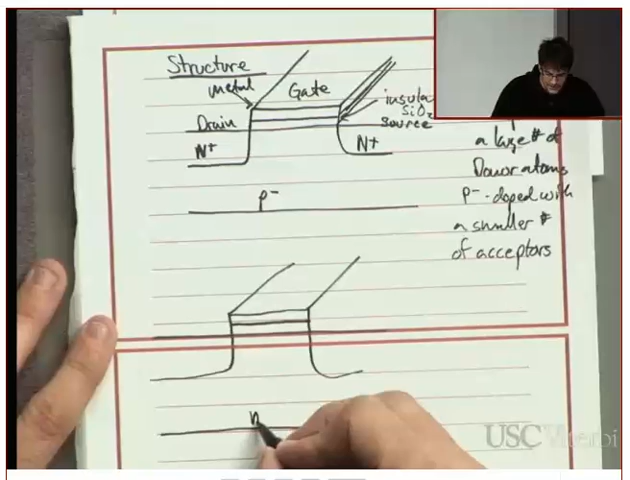 Structure
metal
Gate
insula
SiO₂
Drain
source
N⁺
N⁺
P⁻
a large # of
Donor atoms
P⁻ - doped with
a smaller #
of acceptors
n
USC Viterbi